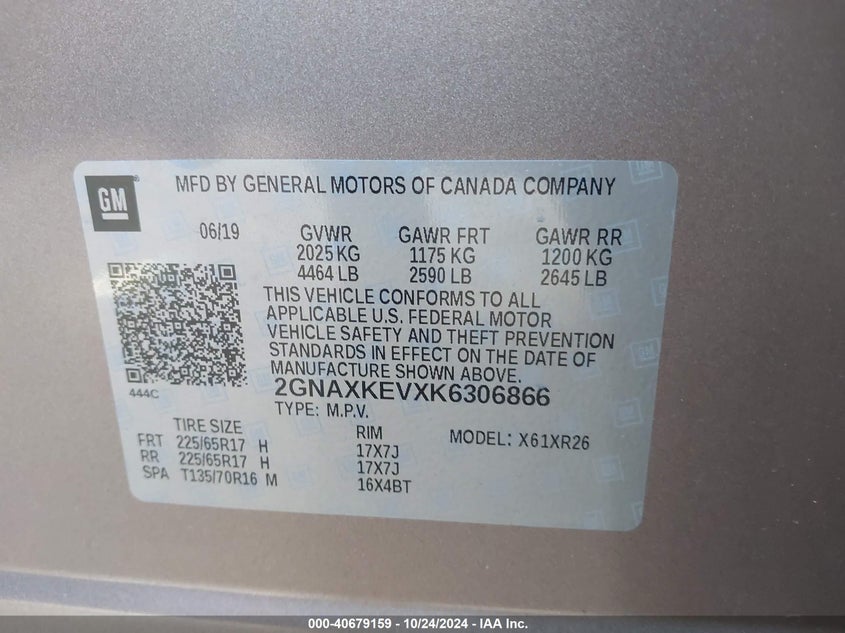 GM
MFD BY GENERAL MOTORS OF CANADA COMPANY
06/19 GVWR GAWR FRT GAWR RR
2025 KG 1175 KG 1200 KG
4464 LB 2590 LB 2645 LB
THIS VEHICLE CONFORMS TO ALL
APPLICABLE U.S. FEDERAL MOTOR
VEHICLE SAFETY AND THEFT PREVENTION
STANDARDS IN EFFECT ON THE DATE OF
MANUFACTURE SHOWN ABOVE.
444C
2GNAXKEVXK6306866
TYPE: M.P.V.
TIRE SIZE RIM MODEL: X61XR26
FRT 225/65R17 H 17X7J
RR 225/65R17 H 17X7J
SPA T135/70R16 M 16X4BT
000-40679159 - 10/24/2024 - IAA Inc.